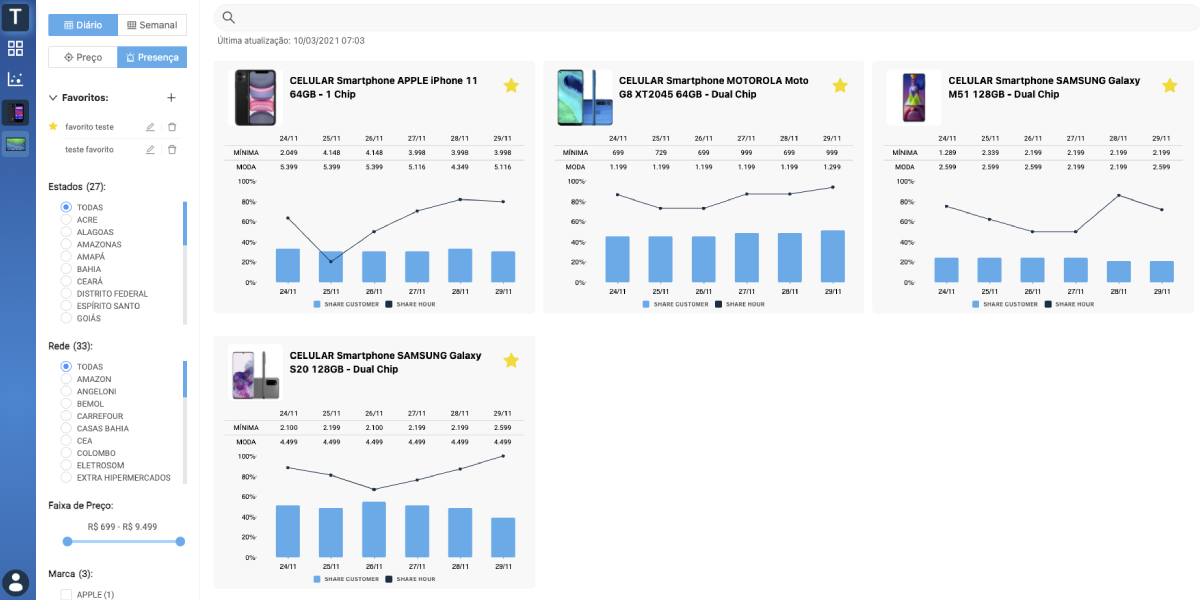 T
Diário Semanal
Preço Presença
Favoritos: +
favorito teste
teste favorito
Estados (27):
TODAS
ACRE
ALAGOAS
AMAZONAS
AMAPÁ
BAHIA
CEARÁ
DISTRITO FEDERAL
ESPÍRITO SANTO
GOIÁS
Rede (33):
TODAS
AMAZON
ANGELONI
BEMOL
CARREFOUR
CASAS BAHIA
CEA
COLOMBO
ELETROSOM
EXTRA HIPERMERCADOS
Faixa de Preço:
R$ 699 - R$ 9.499
Marca (3):
APPLE (1)
Última atualização: 10/03/2021 07:03
CELULAR Smartphone APPLE iPhone 11
64GB - 1 Chip
24/11 25/11 26/11 27/11 28/11 29/11
MÍNIMA 2.049 4.148 4.148 3.998 3.998 3.998
MODA 5.399 5.399 5.399 5.116 4.349 5.116
100%
80%
60%
40%
20%
0%
24/11 25/11 26/11 27/11 28/11 29/11
SHARE CUSTOMER SHARE HOUR
CELULAR Smartphone MOTOROLA Moto
G8 XT2045 64GB - Dual Chip
24/11 25/11 26/11 27/11 28/11 29/11
MÍNIMA 699 729 699 999 699 999
MODA 1.199 1.199 1.199 1.199 1.199 1.299
100%
80%
60%
40%
20%
0%
24/11 25/11 26/11 27/11 28/11 29/11
SHARE CUSTOMER SHARE HOUR
CELULAR Smartphone SAMSUNG Galaxy
M51 128GB - Dual Chip
24/11 25/11 26/11 27/11 28/11 29/11
MÍNIMA 1.289 2.339 2.199 2.199 2.199 2.199
MODA 2.599 2.599 2.599 2.599 2.199 2.599
100%
80%
60%
40%
20%
0%
24/11 25/11 26/11 27/11 28/11 29/11
SHARE CUSTOMER SHARE HOUR
CELULAR Smartphone SAMSUNG Galaxy
S20 128GB - Dual Chip
24/11 25/11 26/11 27/11 28/11 29/11
MÍNIMA 2.100 2.199 2.100 2.199 2.199 2.599
MODA 4.499 4.499 4.499 4.499 4.499 4.499
100%
80%
60%
40%
20%
0%
24/11 25/11 26/11 27/11 28/11 29/11
SHARE CUSTOMER SHARE HOUR